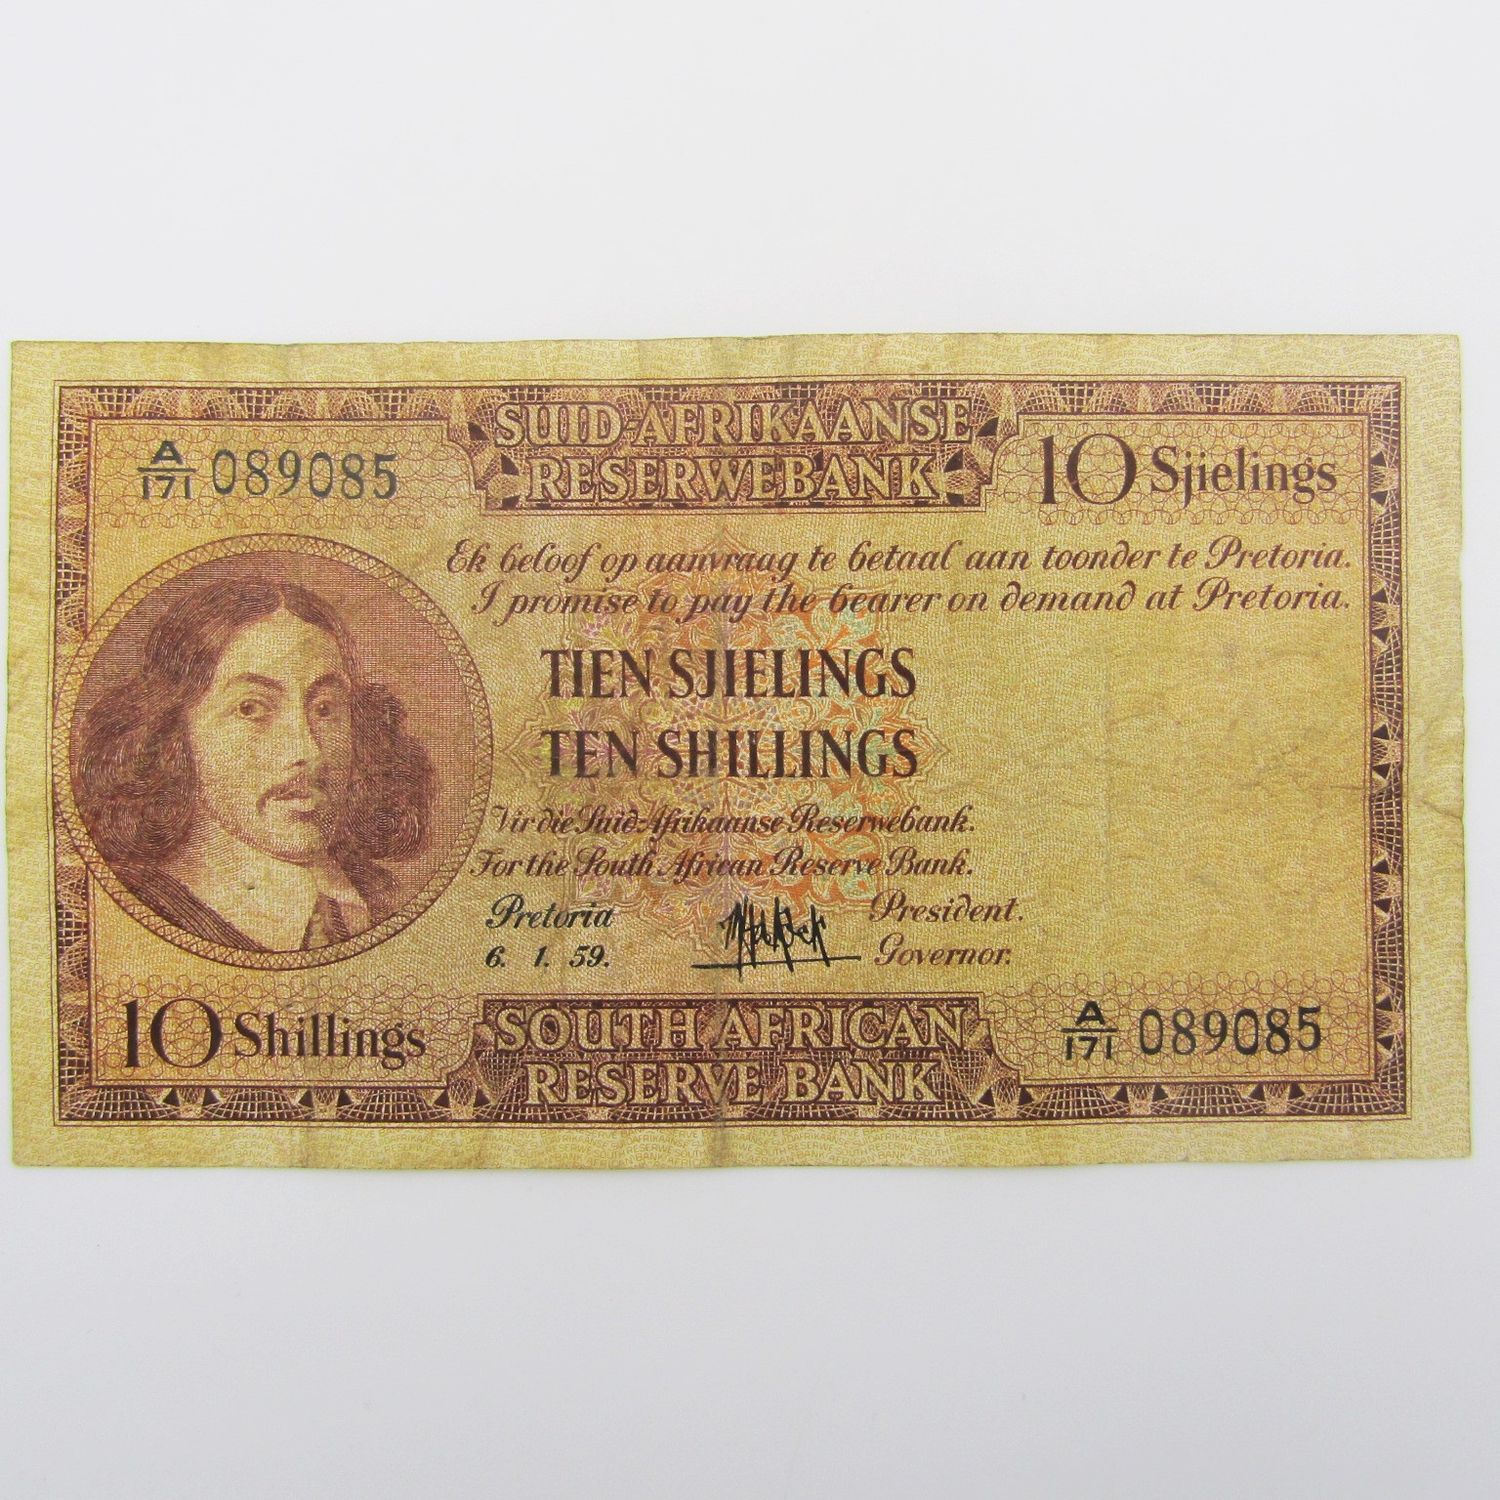 SUID-AFRIKAANSE
RESERWEBANK
A/171 089085
10 Sjielings
Ek beloof op aanvraag te betaal aan toonder te Pretoria.
I promise to pay the bearer on demand at Pretoria.
TIEN SJIELINGS
TEN SHILLINGS
Vir die Suid-Afrikaanse Reserwebank.
For the South African Reserve Bank.
Pretoria
6. 1. 59.
President.
Governor.
10 Shillings
SOUTH AFRICAN
RESERVE BANK
A/171 089085